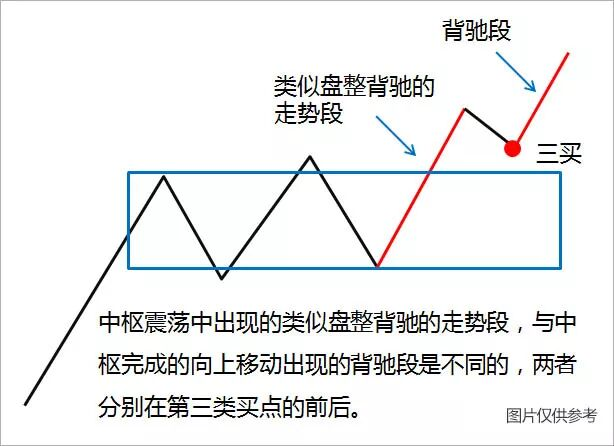 背驰段
类似盘整背驰的
走势段
三买
中枢震荡中出现的类似盘整背驰的走势段，与中
枢完成的向上移动出现的背驰段是不同的，两者
分别在第三类买点的前后。
图片仅供参考